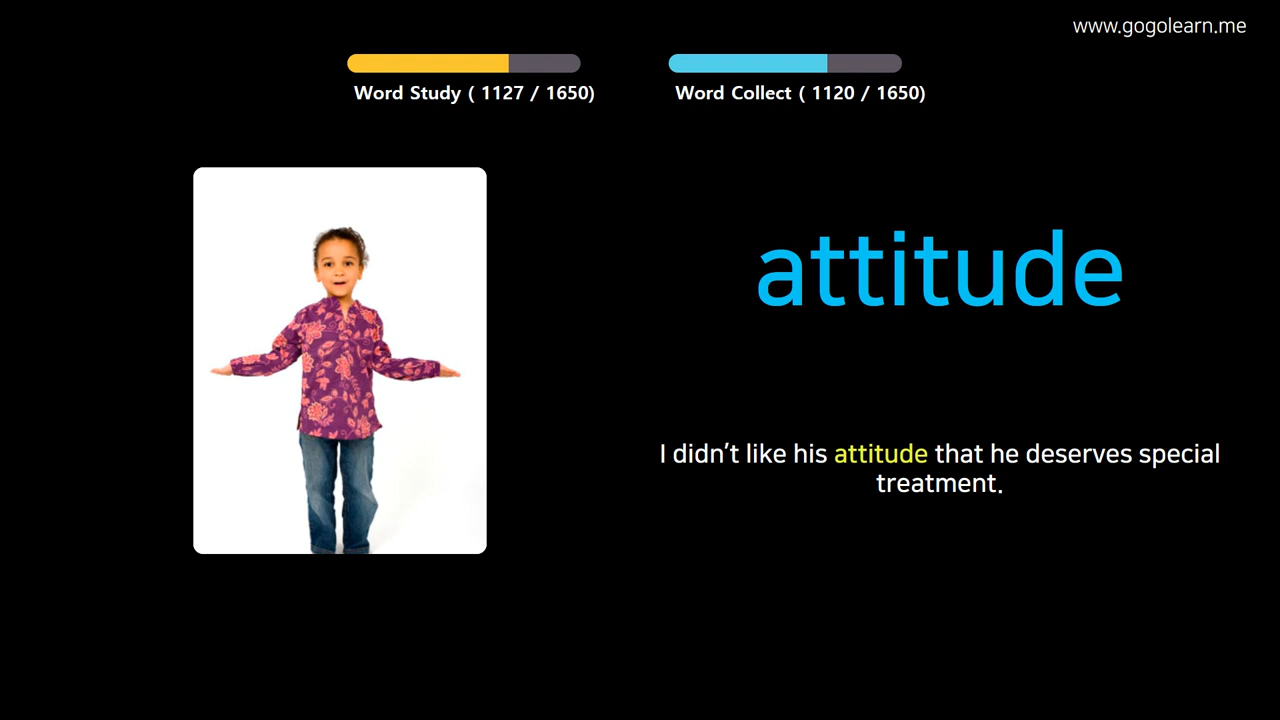 www.gogolearn.me
Word Study ( 1127 / 1650)
Word Collect ( 1120 / 1650)
attitude
I didn’t like his attitude that he deserves special
treatment.